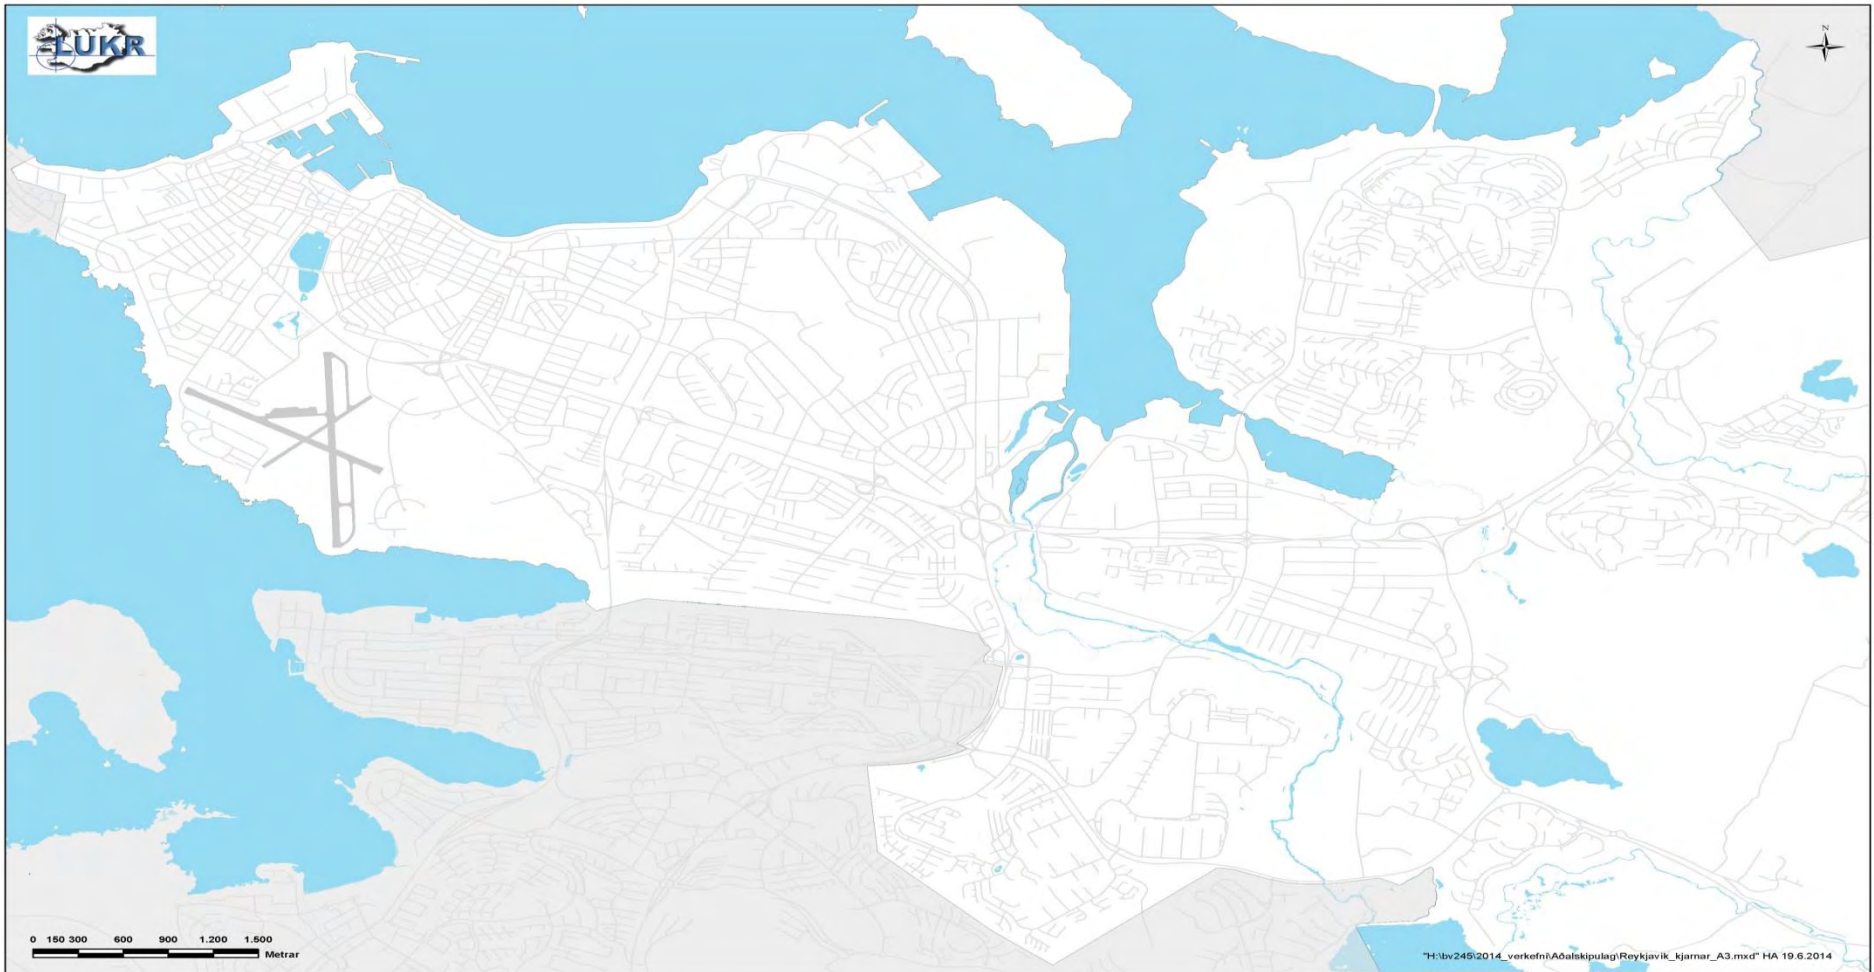 LUKR
N
0 150 300 600 900 1.200 1.500
Metrar
"H:\bv245\2014_verkefni\Aðalskipulag\Reykjavik_kjarnar_A3.mxd" HA 19.6.2014